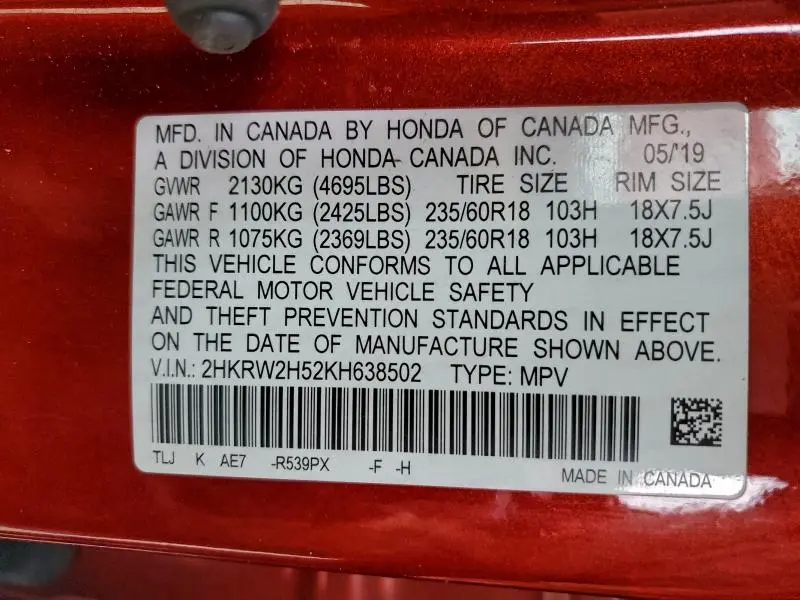 MFD. IN CANADA BY HONDA OF CANADA MFG.,
A DIVISION OF HONDA CANADA INC. 05/'19
GVWR 2130KG (4695LBS) TIRE SIZE RIM SIZE
GAWR F 1100KG (2425LBS) 235/60R18 103H 18X7.5J
GAWR R 1075KG (2369LBS) 235/60R18 103H 18X7.5J
THIS VEHICLE CONFORMS TO ALL APPLICABLE
FEDERAL MOTOR VEHICLE SAFETY
AND THEFT PREVENTION STANDARDS IN EFFECT
ON THE DATE OF MANUFACTURE SHOWN ABOVE.
V.I.N.: 2HKRW2H52KH638502 TYPE: MPV
TLJ K AE7 -R539PX -F -H
MADE IN CANADA